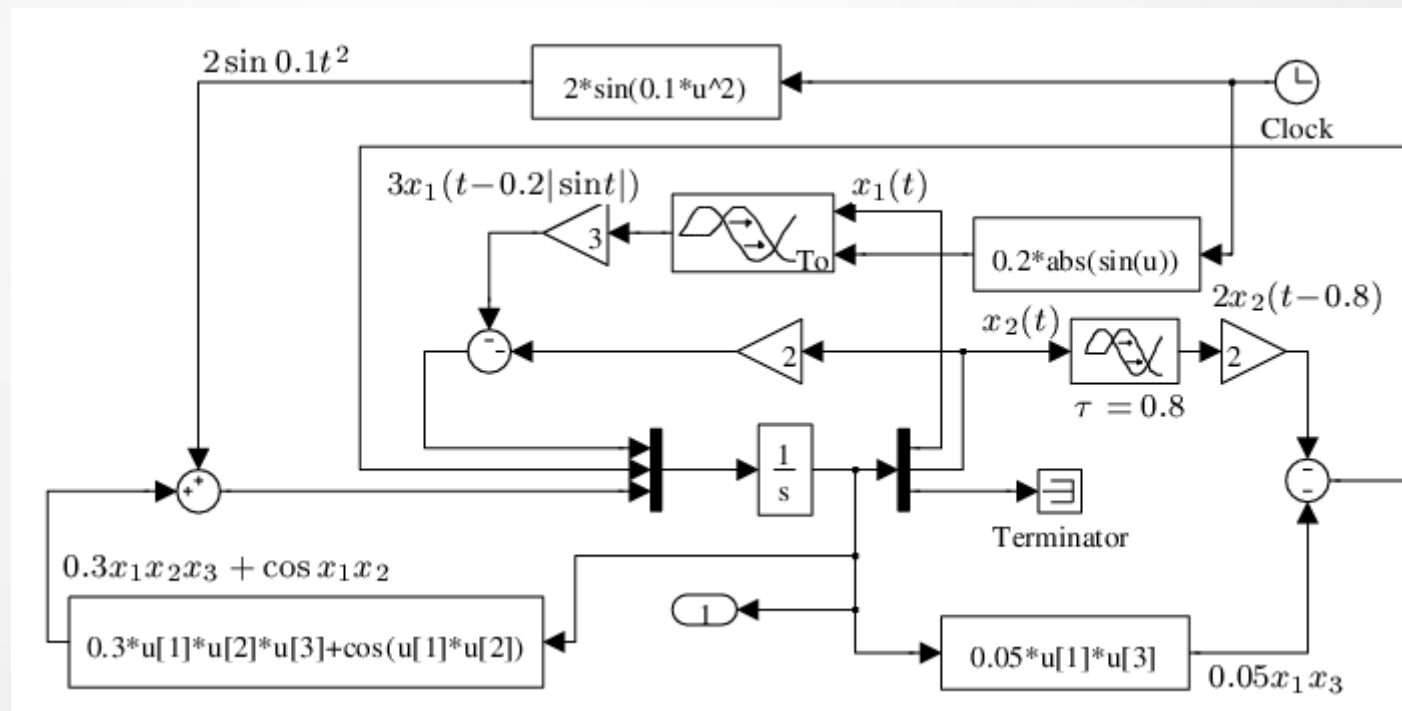 2 sin 0.1t²
2*sin(0.1*u^2)
Clock
3x₁(t−0.2|sint|)
x₁(t)
3
To
0.2*abs(sin(u))
2x₂(t−0.8)
x₂(t)
- -
2
2
τ = 0.8
1
s
+ +
-
-
Terminator
0.3x₁x₂x₃ + cos x₁x₂
0.3*u[1]*u[2]*u[3]+cos(u[1]*u[2])
1
0.05*u[1]*u[3]
0.05x₁x₃